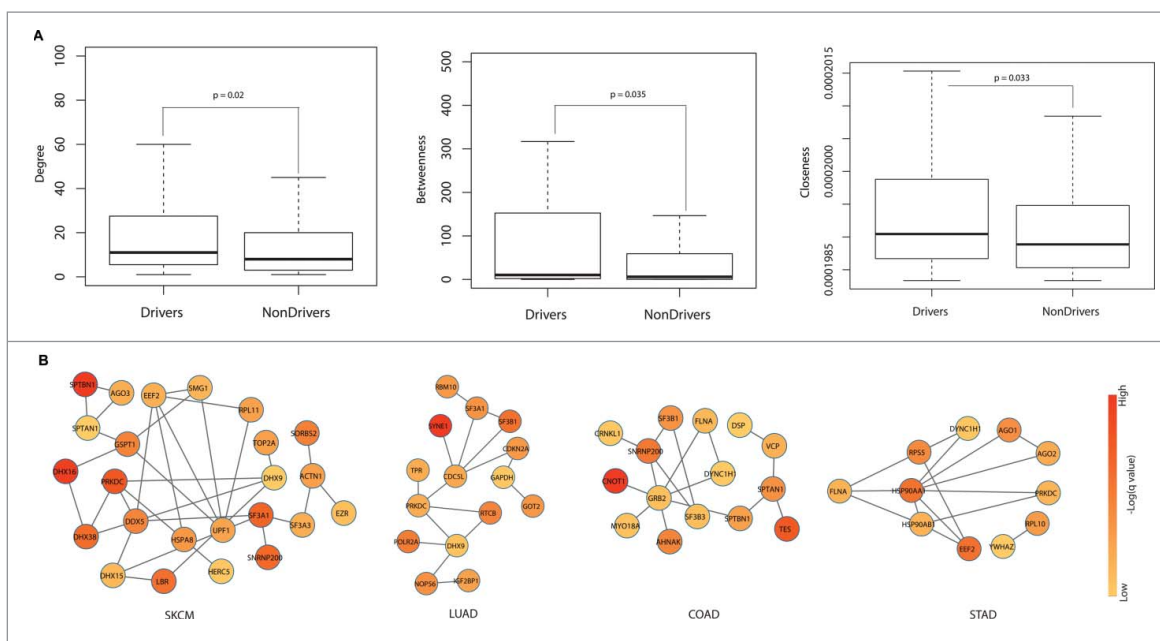 A
Degree
0
20
40
60
80
100
p = 0.02
Drivers
NonDrivers
Betweenness
0
100
200
300
400
500
p = 0.035
Drivers
NonDrivers
Closeness
0.0001985
0.0002000
0.0002015
p = 0.033
Drivers
NonDrivers
B
SPTBN1
AGO3
EEF2
SMG1
RPL11
SPTAN1
GSPT1
TOP2A
SORBS2
DHX16
PRKDC
DHX9
ACTN1
DDX5
UPF1
SF3A1
SF3A3
EZR
DHX38
HSPA8
SNRNP200
DHX15
LBR
HERC5
SKCM
RBM10
SF3A1
SF3B1
SYNE1
CDKN2A
TPR
CDC5L
GAPDH
PRKDC
RTCB
GOT2
POLR2A
DHX9
NOP56
IGF2BP1
LUAD
SF3B1
FLNA
DSP
CRNKL1
SNRNP200
VCP
CNOT1
DYNC1H1
GRB2
SPTAN1
MYO18A
SF3B3
SPTBN1
TES
AHNAK
COAD
DYNC1H1
AGO1
RPS5
AGO2
FLNA
HSP90AA1
PRKDC
HSP90AB1
RPL10
EEF2
YWHAZ
STAD
High
-Log(q value)
Low